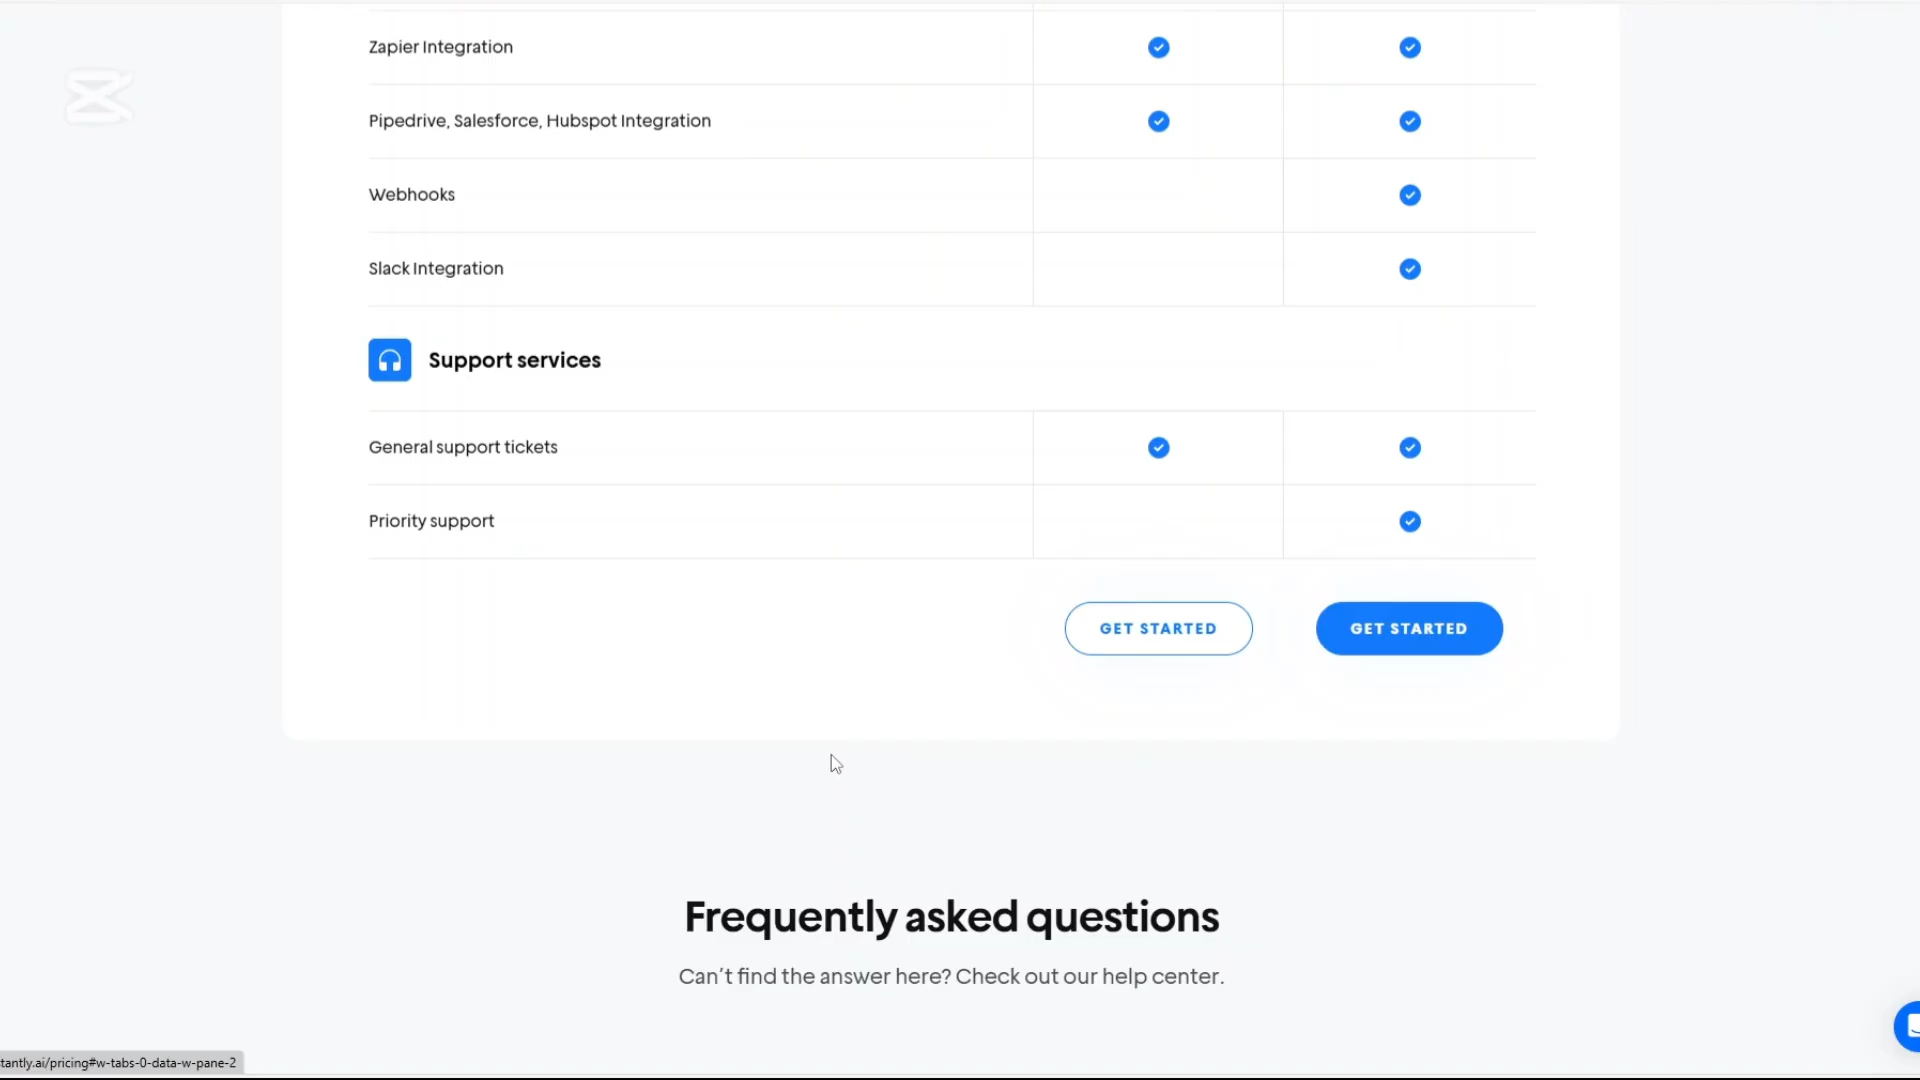 Zapier Integration
Pipedrive, Salesforce, Hubspot Integration
Webhooks
Slack Integration
Support services
General support tickets
Priority support
GET STARTED
GET STARTED
Frequently asked questions
Can't find the answer here? Check out our help center.
tantly.ai/pricing#w-tabs-0-data-w-pane-2